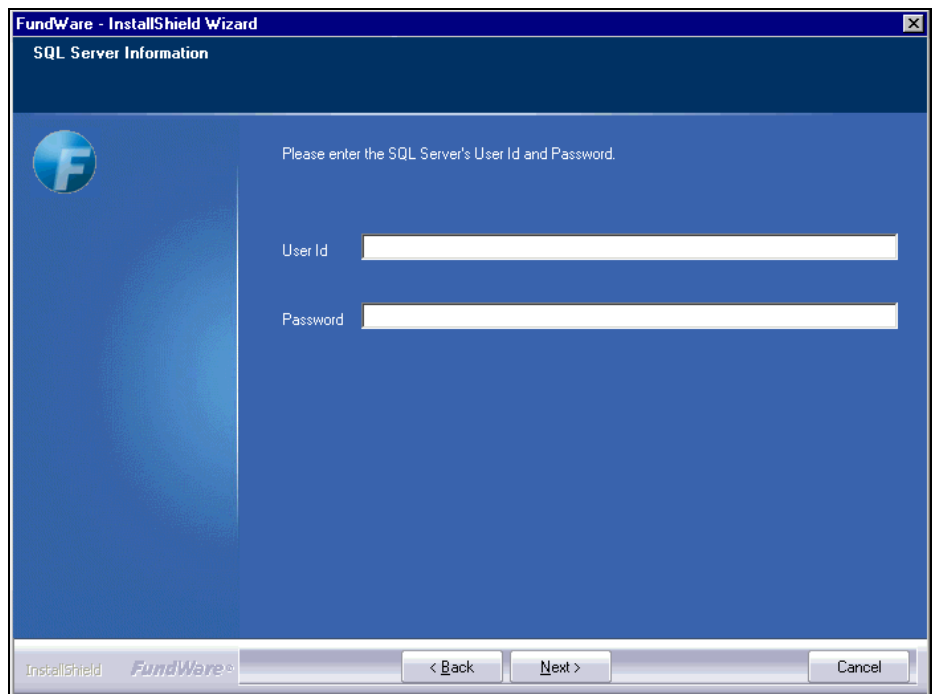 FundWare - InstallShield Wizard
SQL Server Information
F
Please enter the SQL Server's User Id and Password.
User Id
Password
InstallShield FundWare®
< Back Next > Cancel